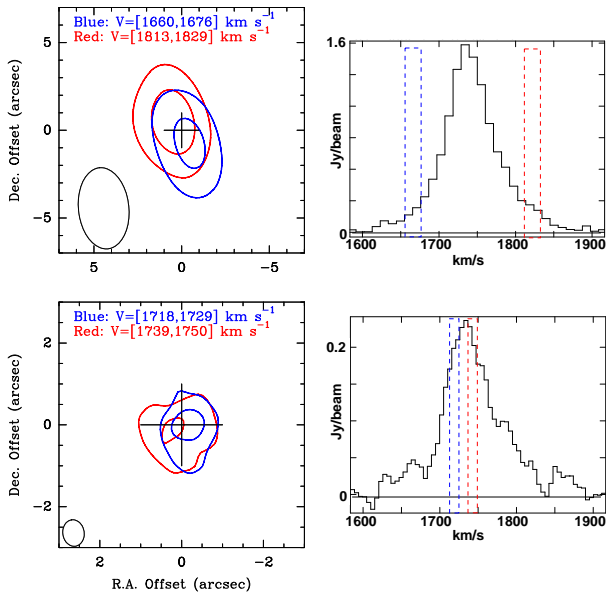 Blue: V=[1660,1676] km s⁻¹
Red: V=[1813,1829] km s⁻¹
5
0
−5
Dec. Offset (arcsec)
5 0 −5
1.6
0
Jy/beam
1600 1700 1800 1900
km/s
Blue: V=[1718,1729] km s⁻¹
Red: V=[1739,1750] km s⁻¹
2
0
−2
Dec. Offset (arcsec)
2 0 −2
R.A. Offset (arcsec)
0.2
0
Jy/beam
1600 1700 1800 1900
km/s